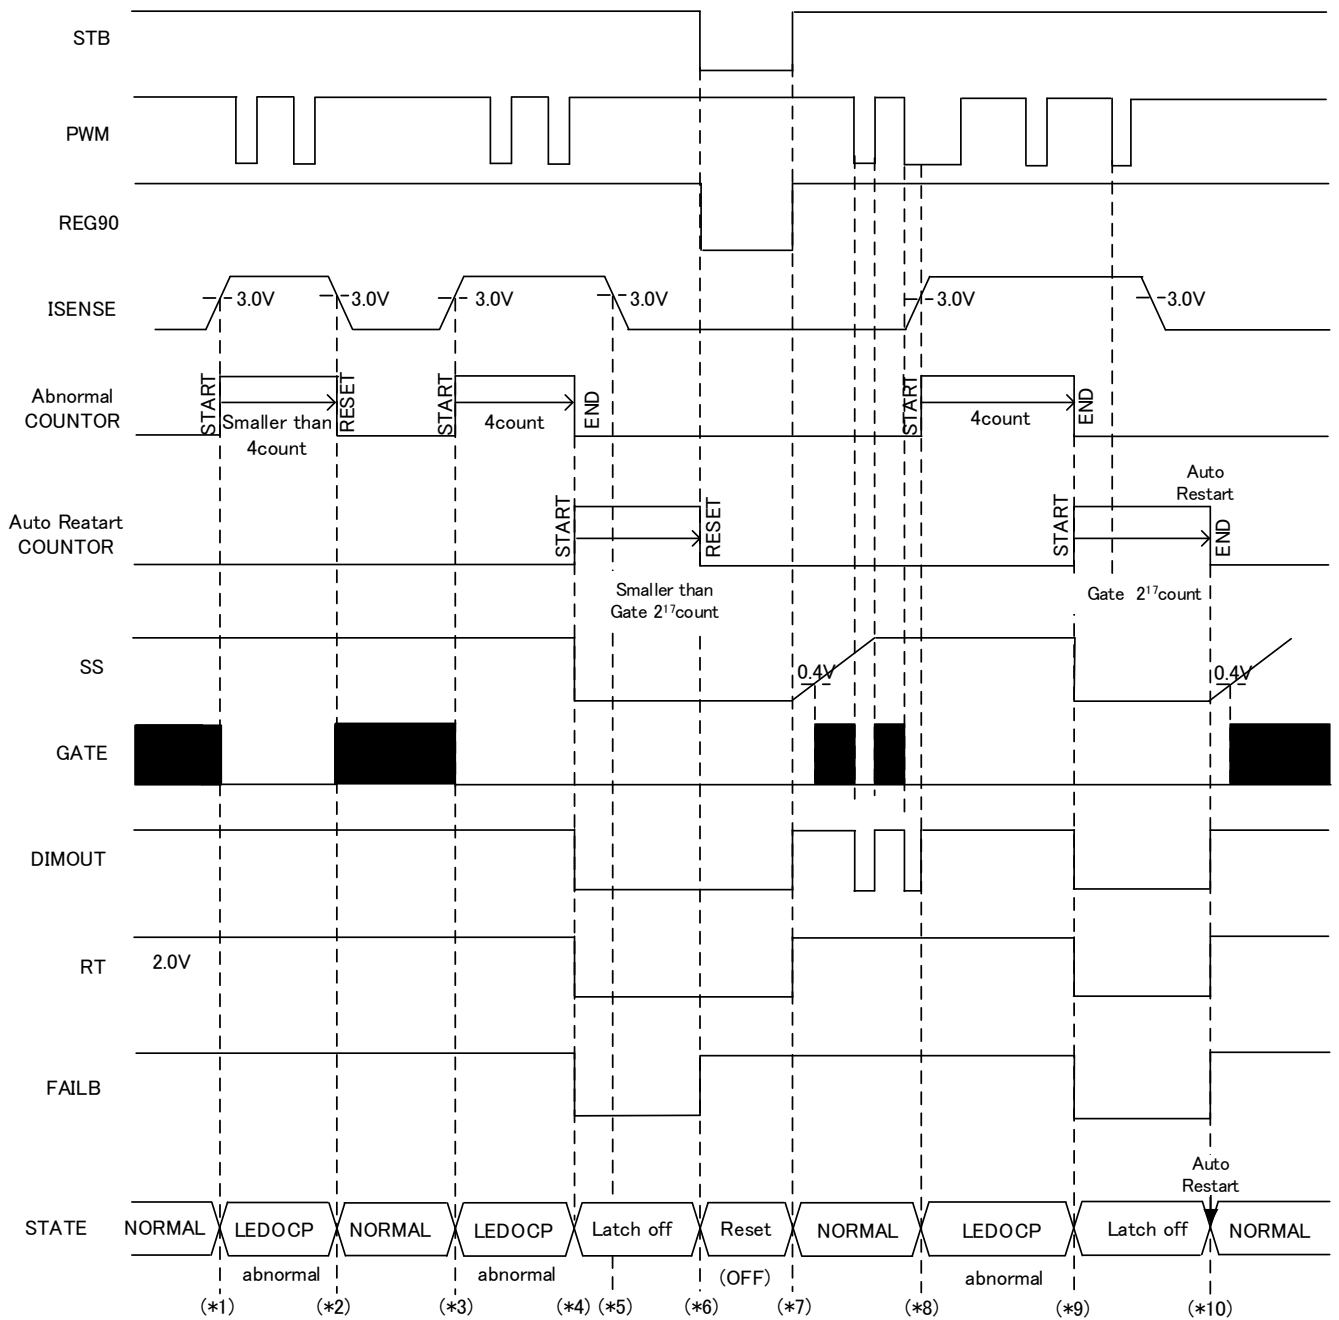 STB
PWM
REG90
ISENSE
3.0V
3.0V
3.0V
3.0V
3.0V
3.0V
Abnormal
COUNTOR
START
Smaller than
4count
RESET
START
4count
END
START
4count
END
Auto Reatart
COUNTOR
START
RESET
Smaller than
Gate 2¹⁷count
START
Auto
Restart
END
Gate 2¹⁷count
SS
0.4V
0.4V
GATE
DIMOUT
RT
2.0V
FAILB
Auto
Restart
STATE
NORMAL
LEDOCP
NORMAL
LEDOCP
Latch off
Reset
NORMAL
LEDOCP
Latch off
NORMAL
abnormal
abnormal
(OFF)
abnormal
(*1)
(*2)
(*3)
(*4)
(*5)
(*6)
(*7)
(*8)
(*9)
(*10)